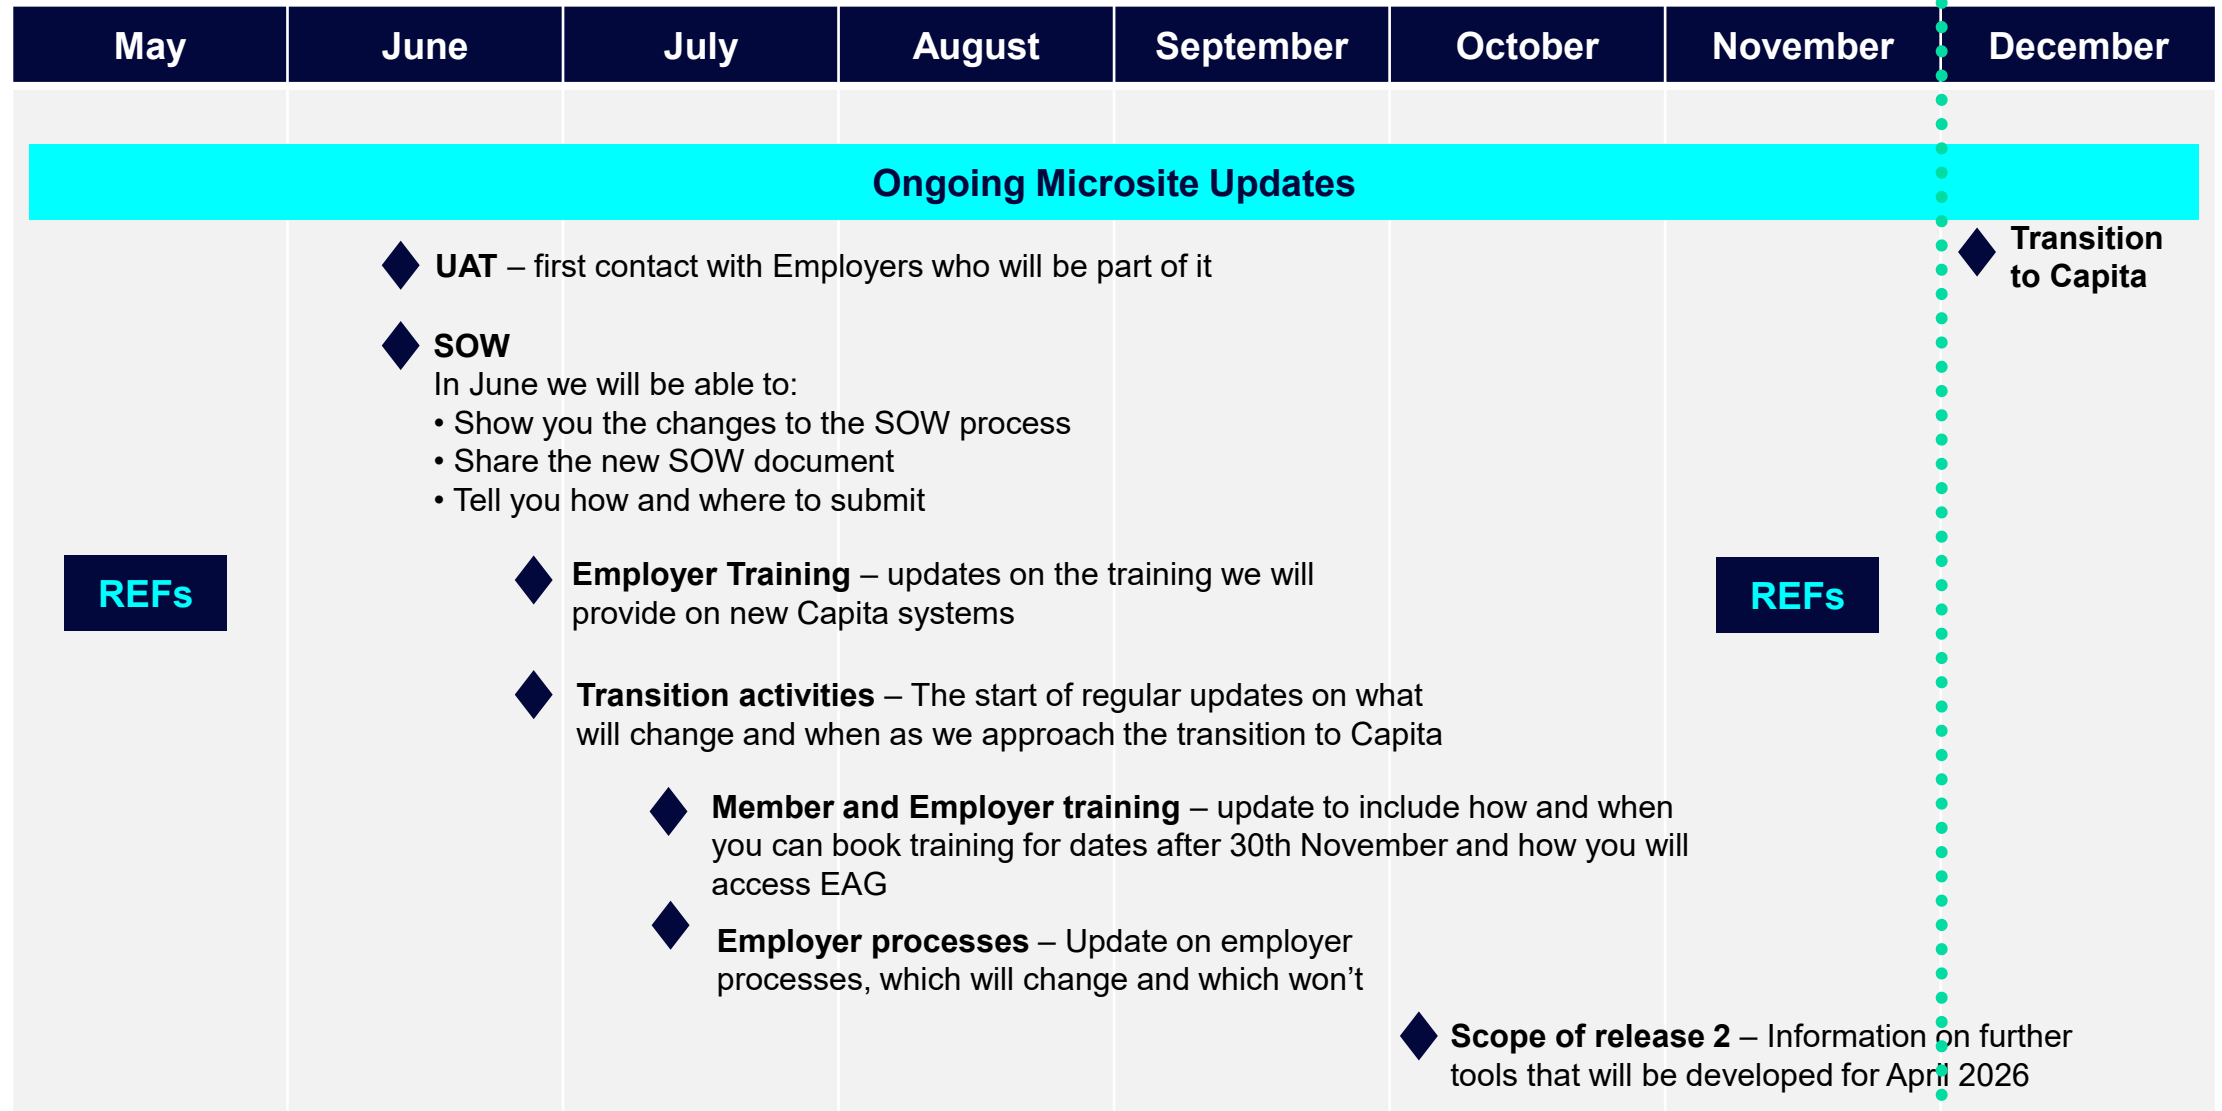 May
June
July
August
September
October
November
December
Ongoing Microsite Updates
UAT – first contact with Employers who will be part of it
Transition
to Capita
SOW
In June we will be able to:
• Show you the changes to the SOW process
• Share the new SOW document
• Tell you how and where to submit
REFs
Employer Training – updates on the training we will
provide on new Capita systems
REFs
Transition activities – The start of regular updates on what
will change and when as we approach the transition to Capita
Member and Employer training – update to include how and when
you can book training for dates after 30th November and how you will
access EAG
Employer processes – Update on employer
processes, which will change and which won’t
Scope of release 2 – Information on further
tools that will be developed for April 2026